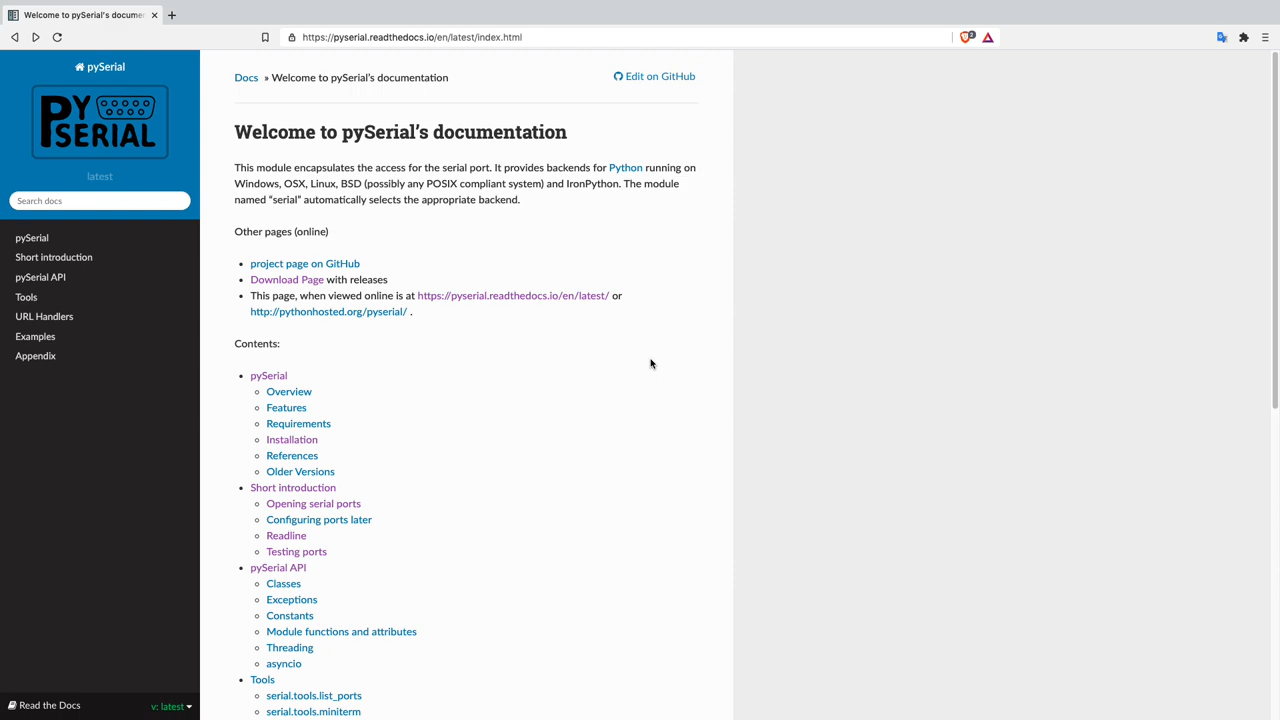 Welcome to pySerial's docume
https://pyserial.readthedocs.io/en/latest/index.html
2
pySerial
PY
SERIAL
latest
Search docs
pySerial
Short introduction
pySerial API
Tools
URL Handlers
Examples
Appendix
Read the Docs
v: latest
Docs » Welcome to pySerial's documentation
Edit on GitHub
Welcome to pySerial's documentation
This module encapsulates the access for the serial port. It provides backends for Python running on
Windows, OSX, Linux, BSD (possibly any POSIX compliant system) and IronPython. The module
named “serial” automatically selects the appropriate backend.
Other pages (online)
project page on GitHub
Download Page with releases
This page, when viewed online is at https://pyserial.readthedocs.io/en/latest/ or
http://pythonhosted.org/pyserial/ .
Contents:
pySerial
Overview
Features
Requirements
Installation
References
Older Versions
Short introduction
Opening serial ports
Configuring ports later
Readline
Testing ports
pySerial API
Classes
Exceptions
Constants
Module functions and attributes
Threading
asyncio
Tools
serial.tools.list_ports
serial.tools.miniterm